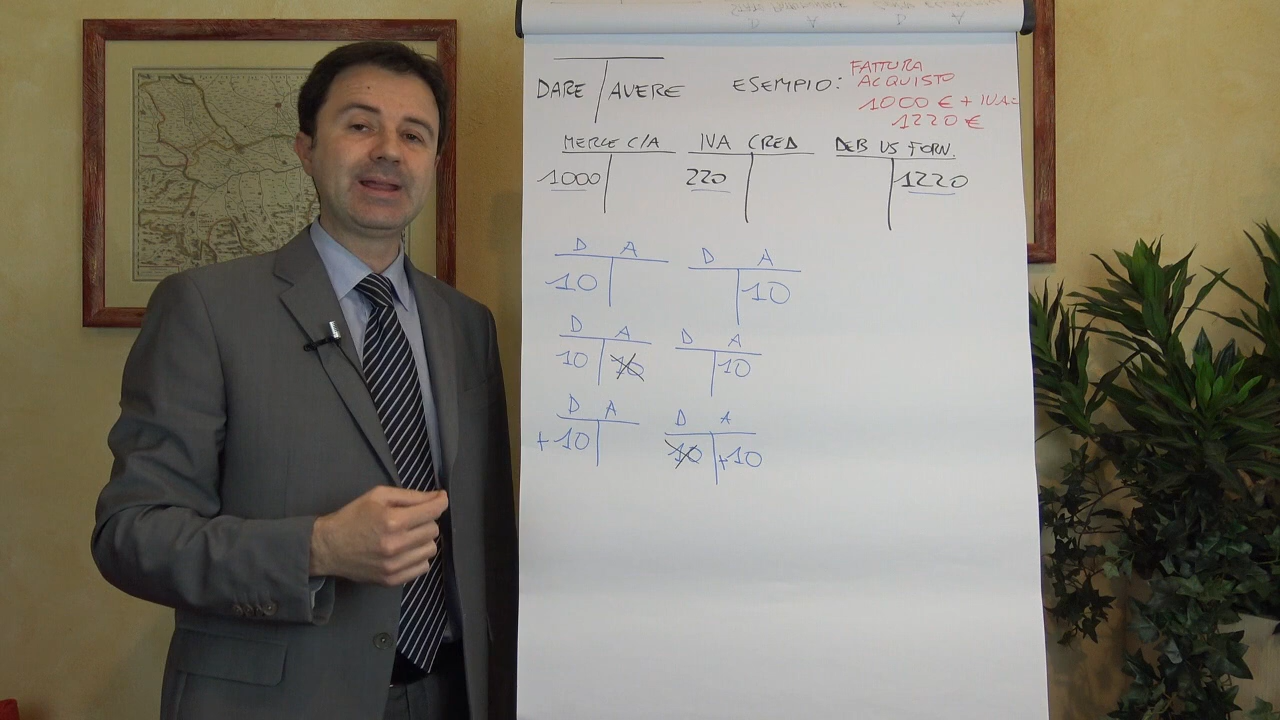 DARE AVERE ESEMPIO: FATTURA
ACQUISTO
1000 € + IVA=
1220 €
MERCE C/A IVA CRED DEB VS FORN.
1000 220 1220
D A D A
10 10
D A D A
10 10 10
D A D A
+10 10 +10